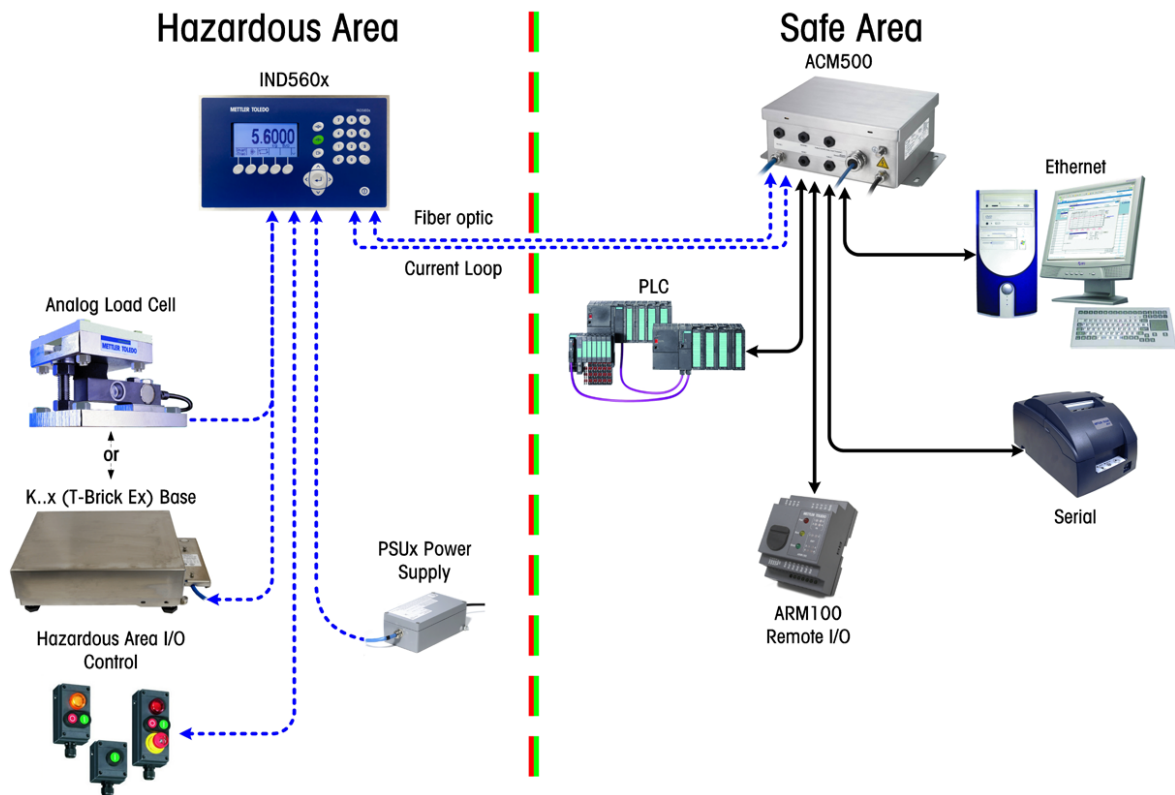 Hazardous Area
Safe Area
IND560x
ACM500
METTLER TOLEDO
5.6000
Ethernet
Fiber optic
Current Loop
PLC
Analog Load Cell
METTLER TOLEDO
or
K..x (T-Brick Ex) Base
PSUx Power
Supply
Serial
ARM100
Remote I/O
Hazardous Area I/O
Control